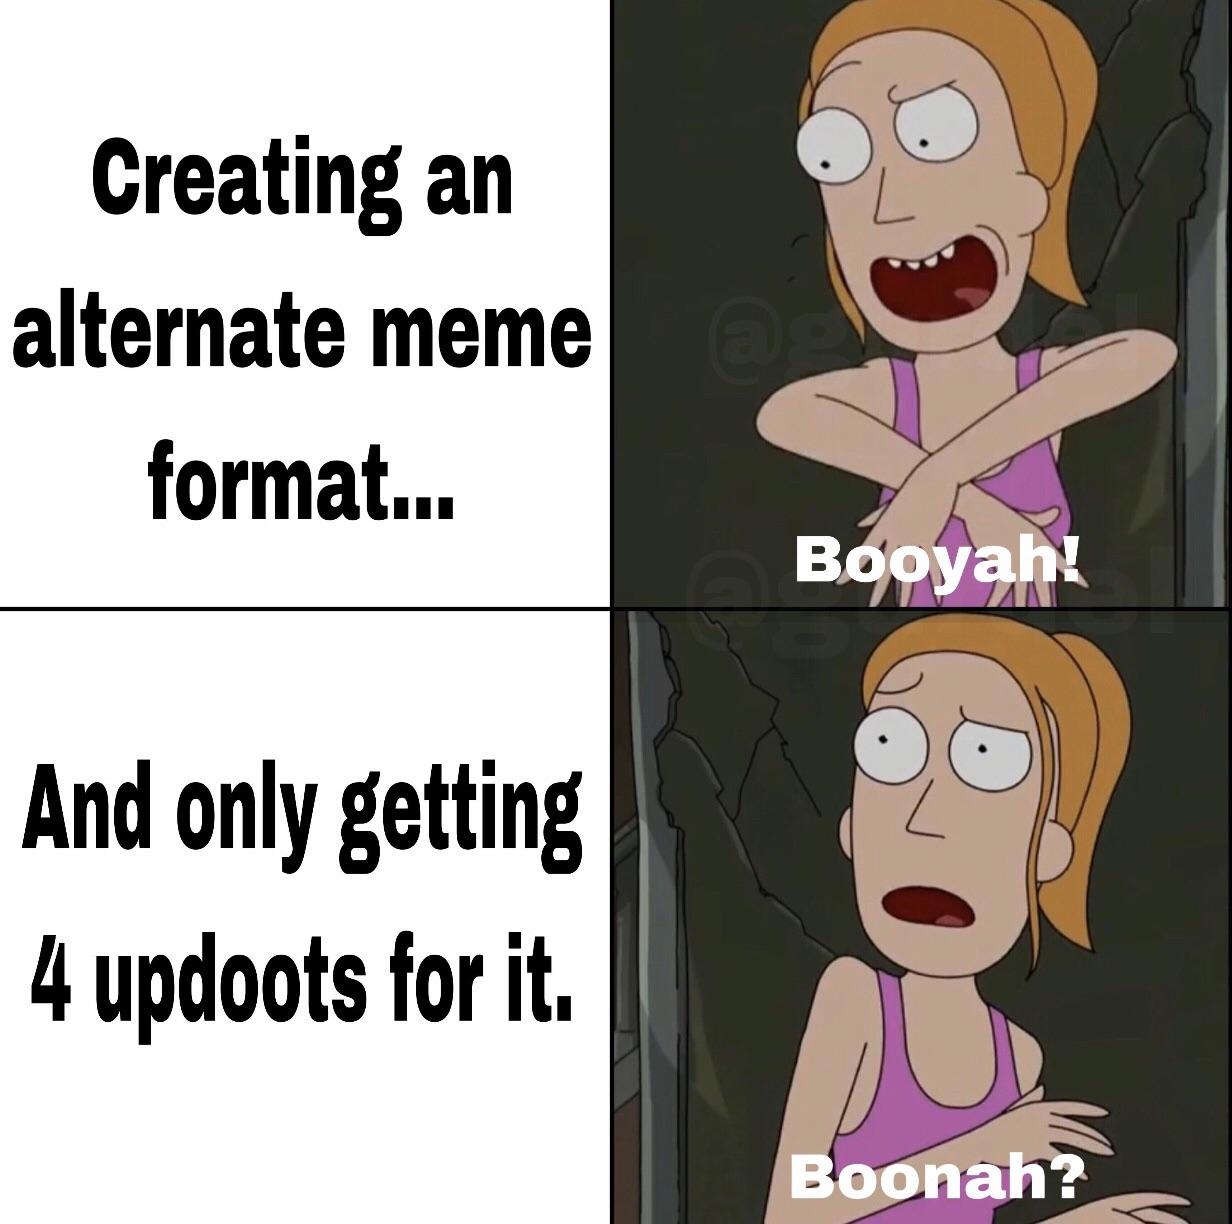 Creating an
alternate meme
format...
Booyah!
And only getting
4 updoots for it.
Boonah?